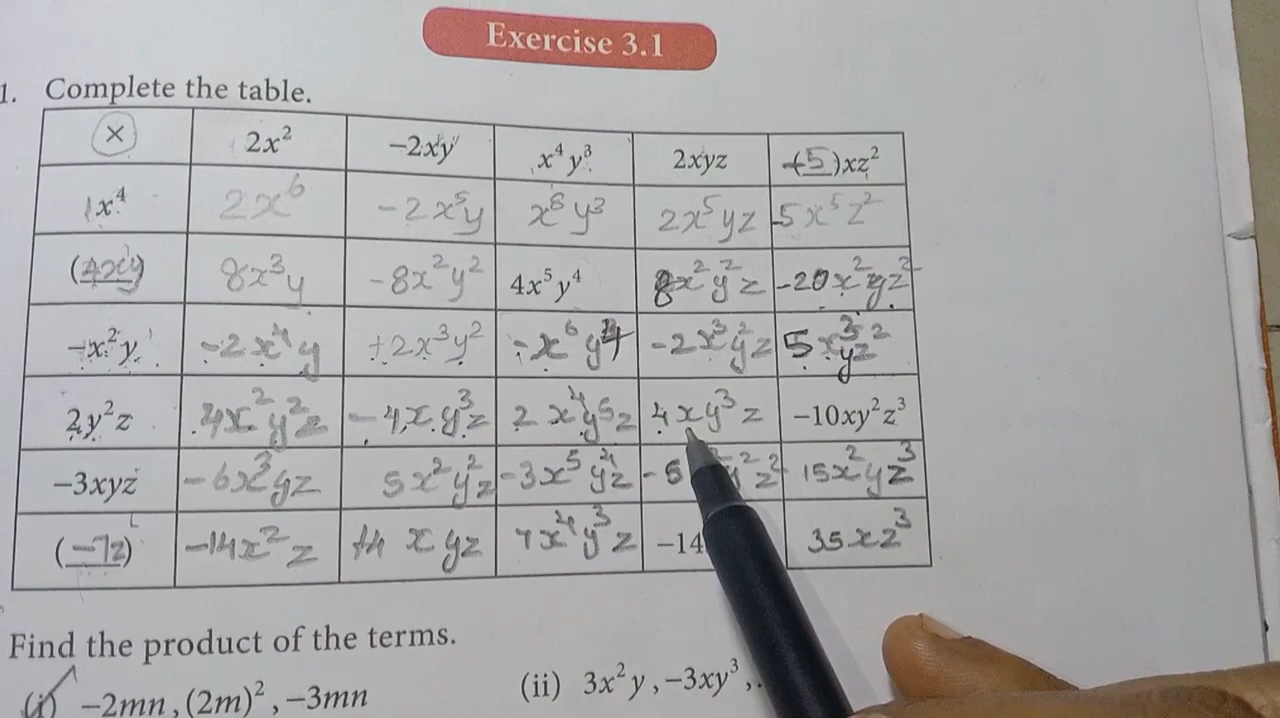 Exercise 3.1
1. Complete the table.
× 2x² −2xy x⁴y³ 2xyz (−5)xz²
1x⁴ 2x⁶ −2x⁵y x⁸y³ 2x⁵yz −5x⁵z²
(4xy) 8x³y −8x²y² 4x⁵y⁴ 8x²y²z −20x²yz²
−x²y −2x⁴y +2x³y² −x⁶y⁴ −2x³y²z 5x³yz²
2y²z 4x²y²z −4xy³z 2x⁴y⁵z 4xy³z −10xy²z³
−3xyz −6x³yz 5x²y²z −3x⁵y⁴z 15x²yz³
(−7z) −14x²z 14xyz 7x⁴y³z −14 35xz³
Find the product of the terms.
(i) −2mn, (2m)², −3mn (ii) 3x²y, −3xy³,